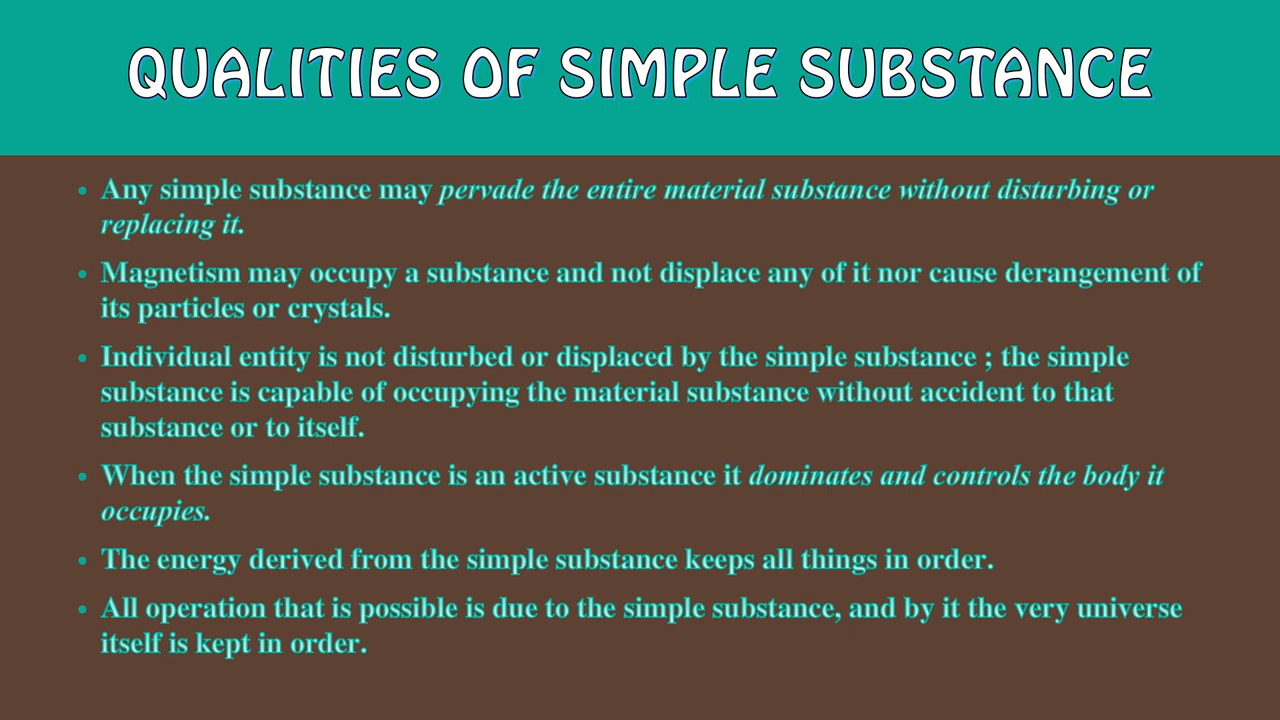 QUALITIES OF SIMPLE SUBSTANCE
• Any simple substance may pervade the entire material substance without disturbing or
replacing it.
• Magnetism may occupy a substance and not displace any of it nor cause derangement of
its particles or crystals.
• Individual entity is not disturbed or displaced by the simple substance ; the simple
substance is capable of occupying the material substance without accident to that
substance or to itself.
• When the simple substance is an active substance it dominates and controls the body it
occupies.
• The energy derived from the simple substance keeps all things in order.
• All operation that is possible is due to the simple substance, and by it the very universe
itself is kept in order.